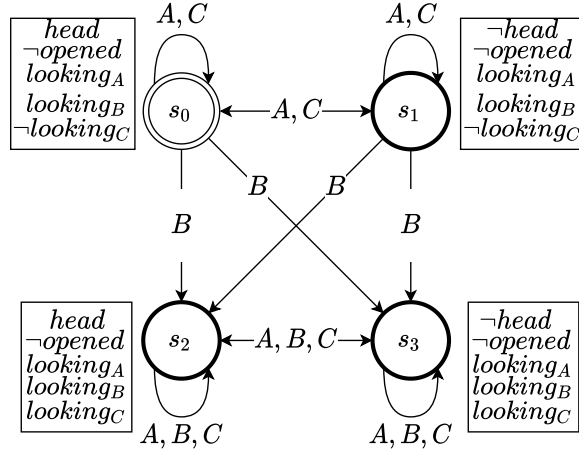 A, C
A, C
head
¬opened
looking_A
looking_B
¬looking_C
s_0
A, C
s_1
¬head
¬opened
looking_A
looking_B
¬looking_C
B
B
B
B
head
¬opened
looking_A
looking_B
looking_C
s_2
A, B, C
s_3
¬head
¬opened
looking_A
looking_B
looking_C
A, B, C
A, B, C